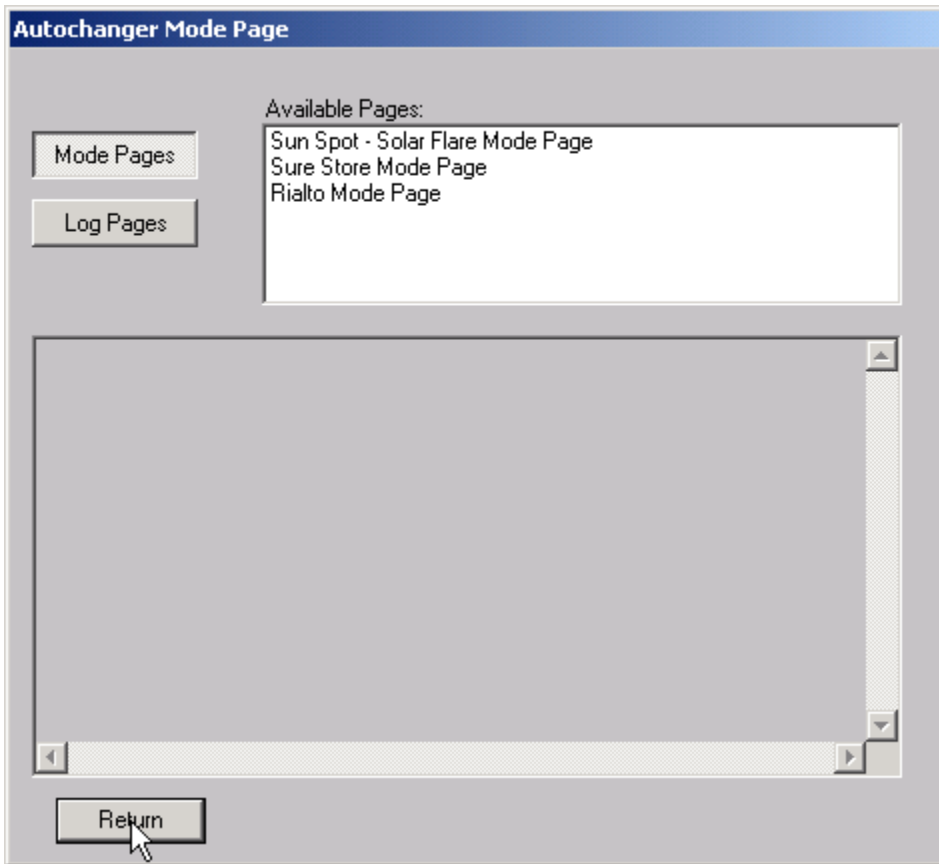 Autochanger Mode Page
Available Pages:
Mode Pages
Log Pages
Sun Spot - Solar Flare Mode Page
Sure Store Mode Page
Rialto Mode Page
Return